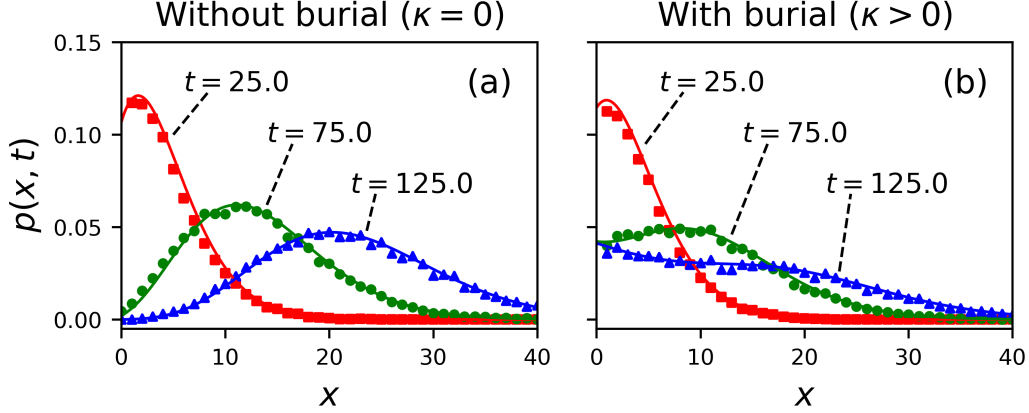 Without burial (κ = 0)
With burial (κ > 0)
0.15
0.10
0.05
0.00
p(x, t)
t = 25.0
(a)
t = 75.0
t = 125.0
0 10 20 30 40
x
t = 25.0
(b)
t = 75.0
t = 125.0
0 10 20 30 40
x